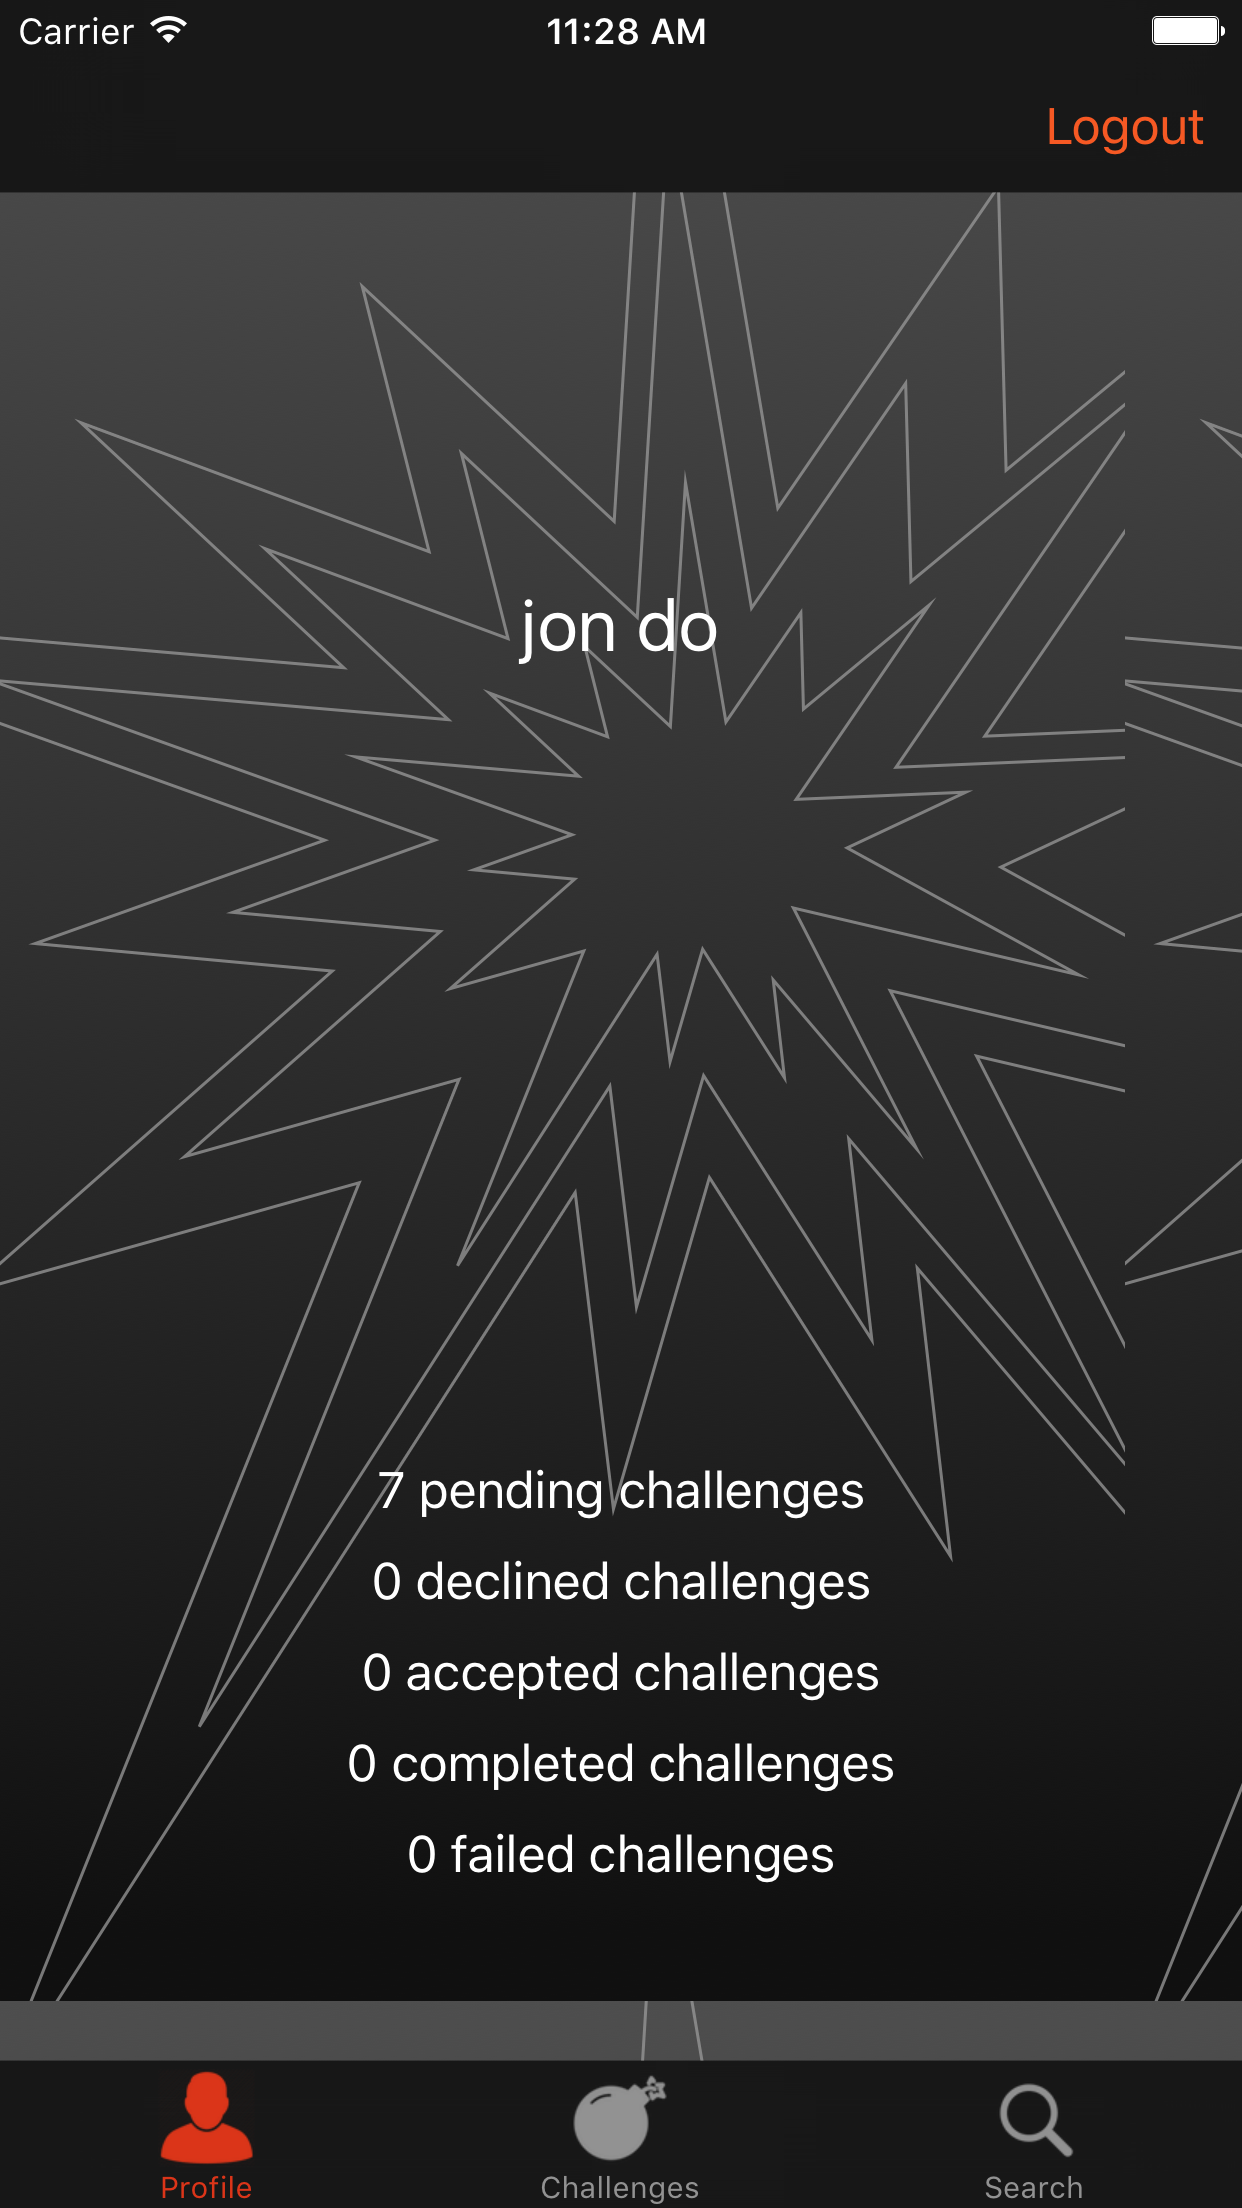 Carrier 11:28 AM
Logout
jon do
7 pending challenges
0 declined challenges
0 accepted challenges
0 completed challenges
0 failed challenges
Profile Challenges Search